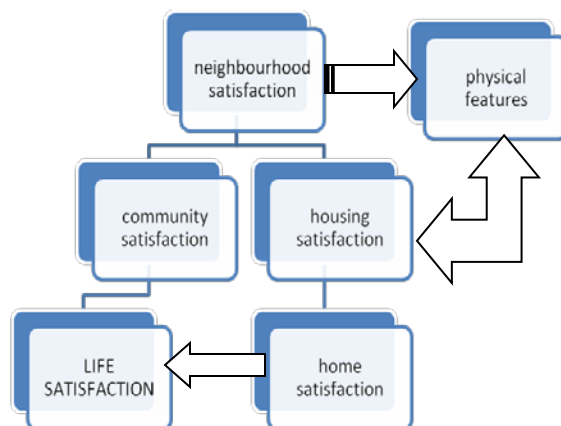 neighbourhood
satisfaction
physical
features
community
satisfaction
housing
satisfaction
LIFE
SATISFACTION
home
satisfaction